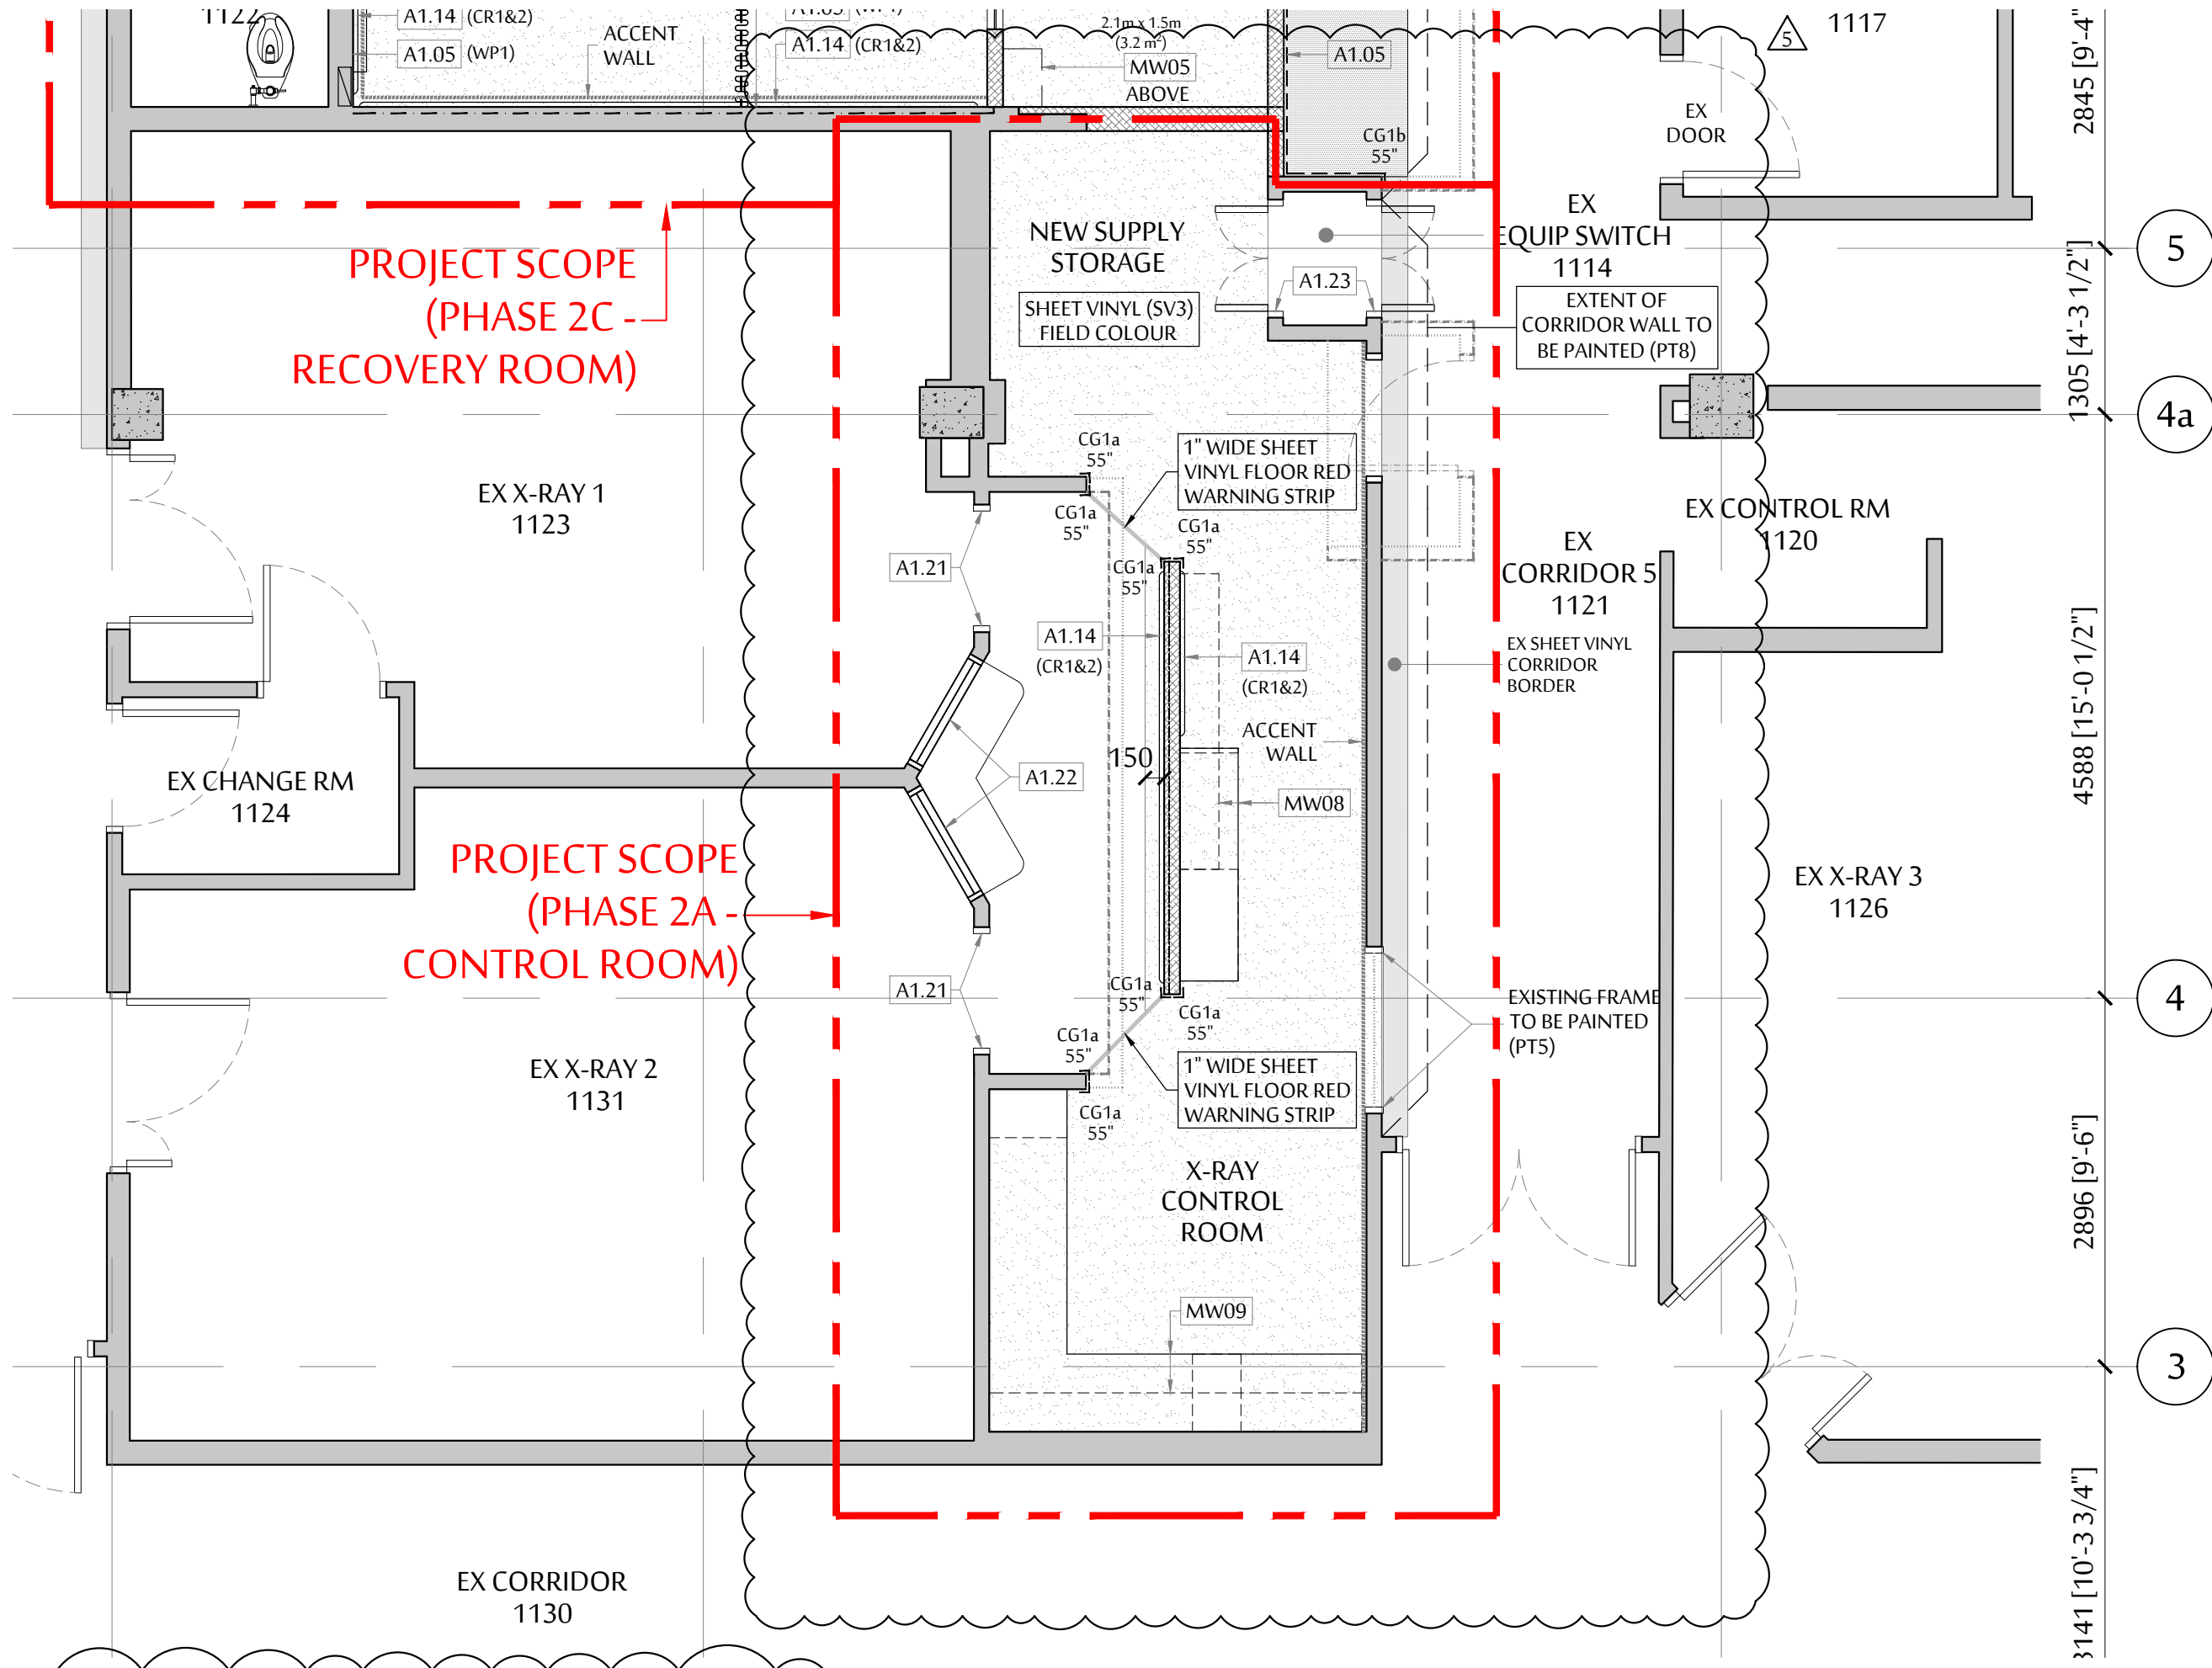 1122
A1.14 (CR1&2)
A1.05 (WP1)
ACCENT
WALL
A1.14 (CR1&2)
2.1m x 1.5m
(3.2 m²)
MW05
ABOVE
A1.05
CG1b
55"
5
1117
EX
DOOR
2845 [9'-4"
PROJECT SCOPE
(PHASE 2C -
RECOVERY ROOM)
NEW SUPPLY
STORAGE
SHEET VINYL (SV3)
FIELD COLOUR
A1.23
EX
EQUIP SWITCH
1114
EXTENT OF
CORRIDOR WALL TO
BE PAINTED (PT8)
5
1305 [4'-3 1/2"]
4a
EX X-RAY 1
1123
CG1a
55"
CG1a
55"
1" WIDE SHEET
VINYL FLOOR RED
WARNING STRIP
CG1a
55"
CG1a
55"
EX CONTROL RM
1120
EX
CORRIDOR 5
1121
A1.21
A1.14
(CR1&2)
A1.14
(CR1&2)
EX SHEET VINYL
CORRIDOR
BORDER
4588 [15'-0 1/2"]
ACCENT
WALL
150
A1.22
MW08
EX CHANGE RM
1124
PROJECT SCOPE
(PHASE 2A -
CONTROL ROOM)
EX X-RAY 3
1126
A1.21
CG1a
55"
CG1a
55"
CG1a
55"
CG1a
55"
EXISTING FRAME
TO BE PAINTED
(PT5)
4
1" WIDE SHEET
VINYL FLOOR RED
WARNING STRIP
EX X-RAY 2
1131
X-RAY
CONTROL
ROOM
2896 [9'-6"]
MW09
3
3141 [10'-3 3/4"]
EX CORRIDOR
1130